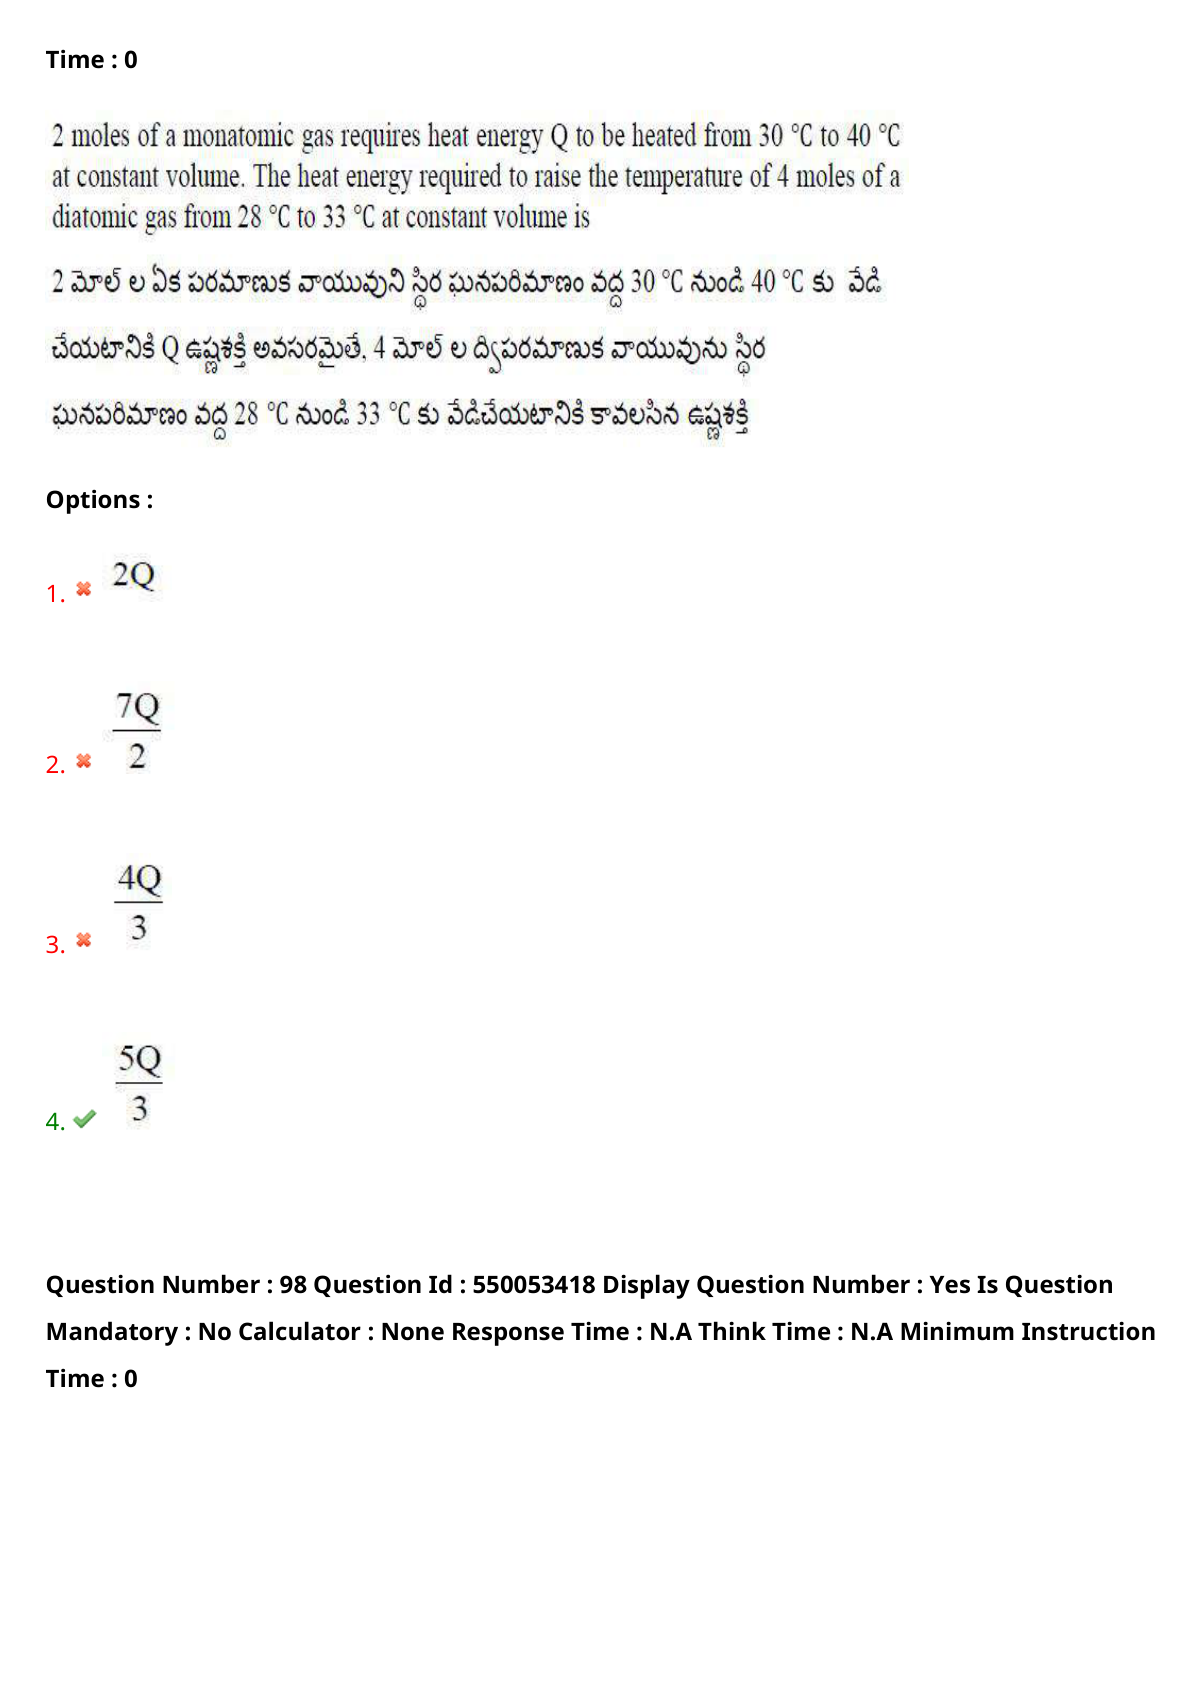 Time : 0
2 moles of a monatomic gas requires heat energy Q to be heated from 30 °C to 40 °C
at constant volume. The heat energy required to raise the temperature of 4 moles of a
diatomic gas from 28 °C to 33 °C at constant volume is
2 మోల్ ల ఏక పరమాణుక వాయువుని స్థిర ఘనపరిమాణం వద్ద 30 °C నుండి 40 °C కు వేడి
చేయటానికి Q ఉష్ణశక్తి అవసరమైతే, 4 మోల్ ల ద్విపరమాణుక వాయువును స్థిర
ఘనపరిమాణం వద్ద 28 °C నుండి 33 °C కు వేడిచేయటానికి కావలసిన ఉష్ణశక్తి
Options :
1. 2Q
2. 7Q/2
3. 4Q/3
4. 5Q/3
Question Number : 98 Question Id : 550053418 Display Question Number : Yes Is Question
Mandatory : No Calculator : None Response Time : N.A Think Time : N.A Minimum Instruction
Time : 0